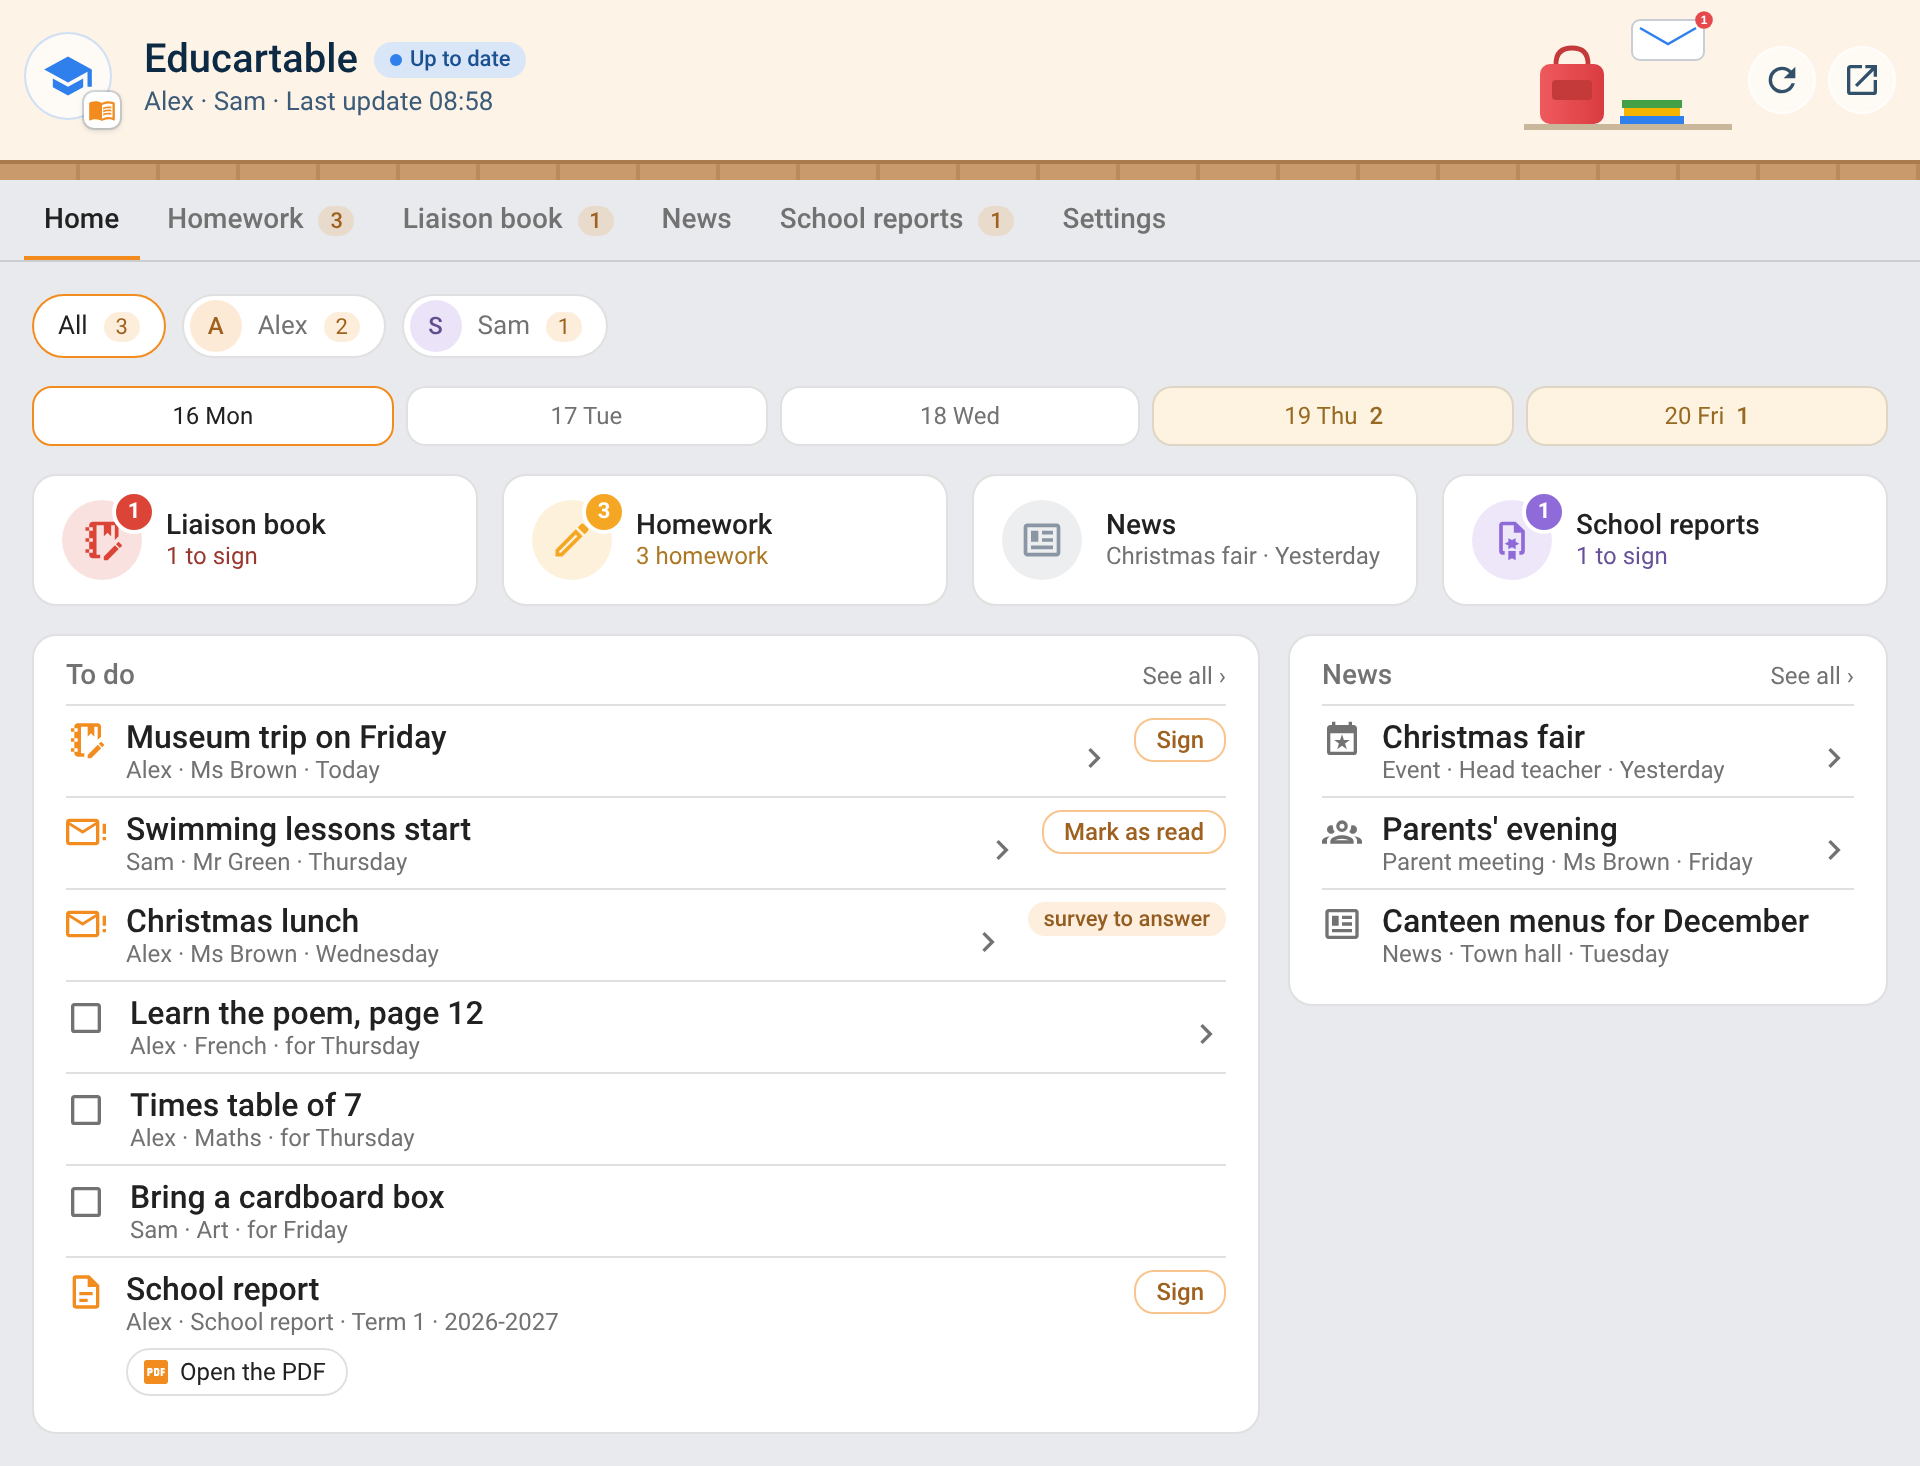 Educartable
Up to date
Alex · Sam · Last update 08:58
1
Home
Homework 3
Liaison book 1
News
School reports 1
Settings
All 3
A Alex 2
S Sam 1
16 Mon
17 Tue
18 Wed
19 Thu 2
20 Fri 1
1
Liaison book
1 to sign
3
Homework
3 homework
News
Christmas fair · Yesterday
1
School reports
1 to sign
To do
See all ›
Museum trip on Friday
Alex · Ms Brown · Today
Sign
Swimming lessons start
Sam · Mr Green · Thursday
Mark as read
Christmas lunch
Alex · Ms Brown · Wednesday
survey to answer
Learn the poem, page 12
Alex · French · for Thursday
Times table of 7
Alex · Maths · for Thursday
Bring a cardboard box
Sam · Art · for Friday
School report
Alex · School report · Term 1 · 2026-2027
Sign
PDF Open the PDF
News
See all ›
Christmas fair
Event · Head teacher · Yesterday
Parents' evening
Parent meeting · Ms Brown · Friday
Canteen menus for December
News · Town hall · Tuesday